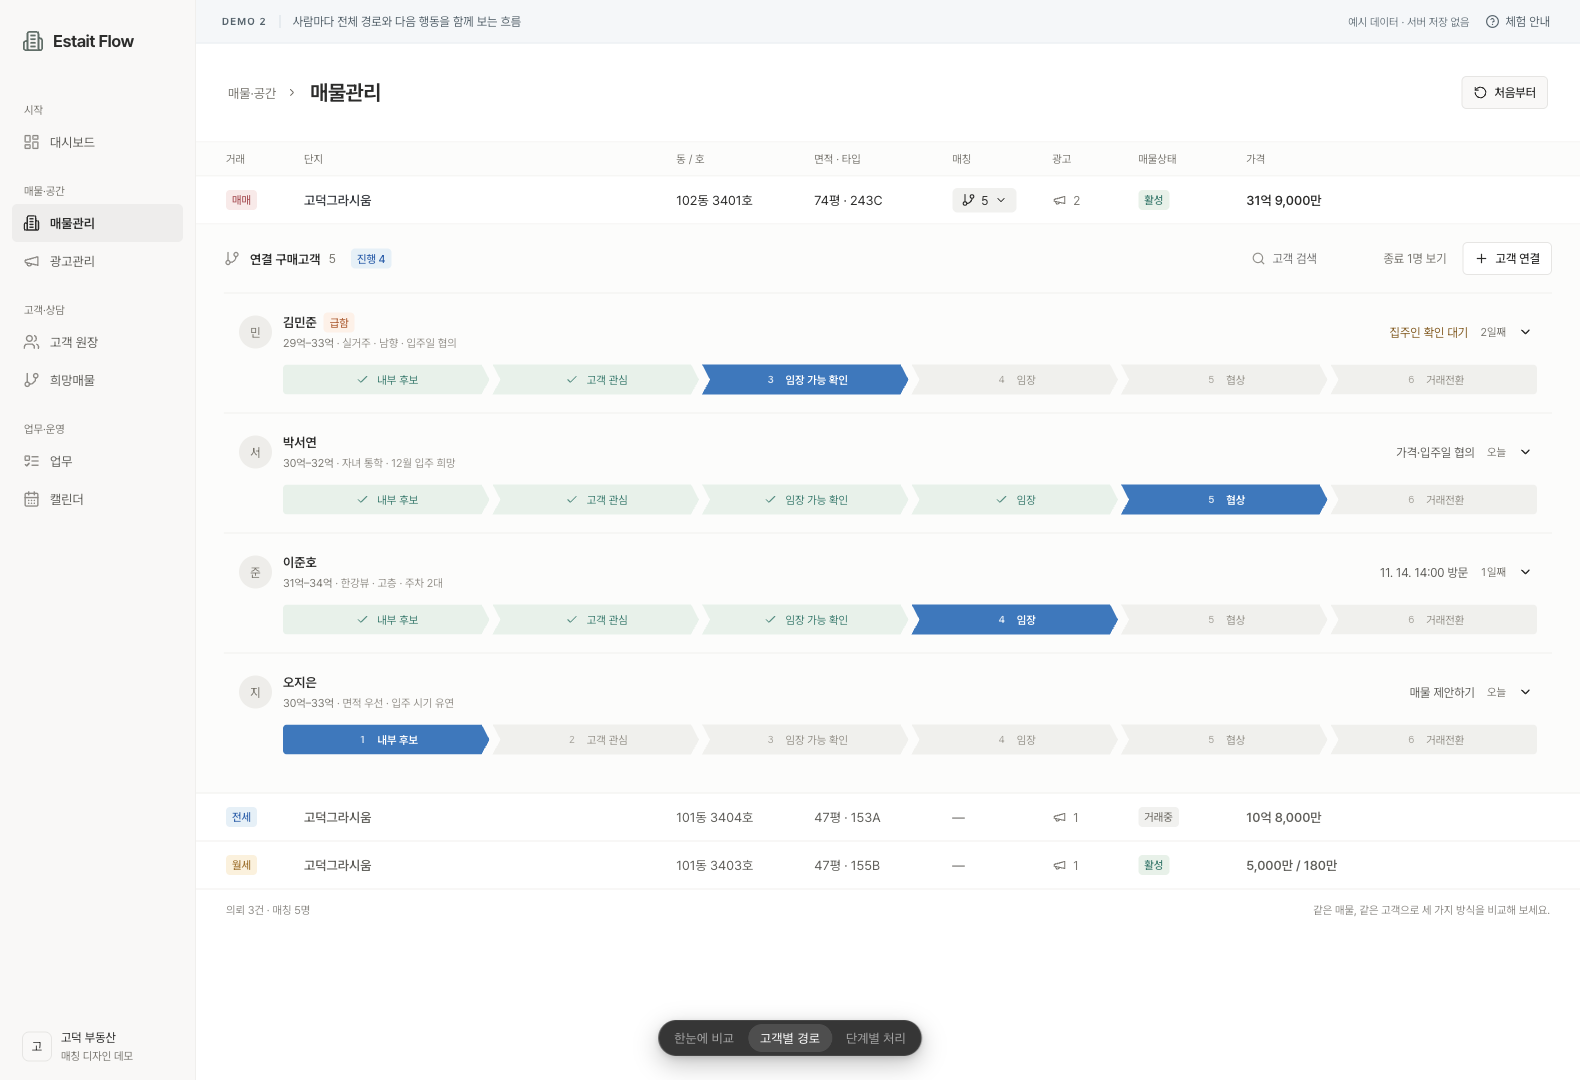 Estait Flow
시작
대시보드
매물·공간
매물관리
광고관리
고객·상담
고객 원장
희망매물
업무·운영
업무
캘린더
고
고덕 부동산
매칭 디자인 데모
DEMO 2 사람마다 전체 경로와 다음 행동을 함께 보는 흐름 예시 데이터 · 서버 저장 없음 체험 안내
매물·공간 매물관리 처음부터
거래 단지 동 / 호 면적 · 타입 매칭 광고 매물상태 가격
매매 고덕그라시움 102동 3401호 74평 · 243C 5 2 활성 31억 9,000만
연결 구매고객 5 진행 4 고객 검색 종료 1명 보기 고객 연결
민 김민준 급함 집주인 확인 대기 2일째
29억–33억 · 실거주 · 남향 · 입주일 협의
내부 후보 고객 관심 3 임장 가능 확인 4 임장 5 협상 6 거래전환
서 박서연 가격·입주일 협의 오늘
30억–32억 · 자녀 통학 · 12월 입주 희망
내부 후보 고객 관심 임장 가능 확인 임장 5 협상 6 거래전환
준 이준호 11. 14. 14:00 방문 1일째
31억–34억 · 한강뷰 · 고층 · 주차 2대
내부 후보 고객 관심 임장 가능 확인 4 임장 5 협상 6 거래전환
지 오지은 매물 제안하기 오늘
30억–33억 · 면적 우선 · 입주 시기 유연
1 내부 후보 2 고객 관심 3 임장 가능 확인 4 임장 5 협상 6 거래전환
전세 고덕그라시움 101동 3404호 47평 · 153A — 1 거래중 10억 8,000만
월세 고덕그라시움 101동 3403호 47평 · 155B — 1 활성 5,000만 / 180만
의뢰 3건 · 매칭 5명 같은 매물, 같은 고객으로 세 가지 방식을 비교해 보세요.
한눈에 비교 고객별 경로 단계별 처리